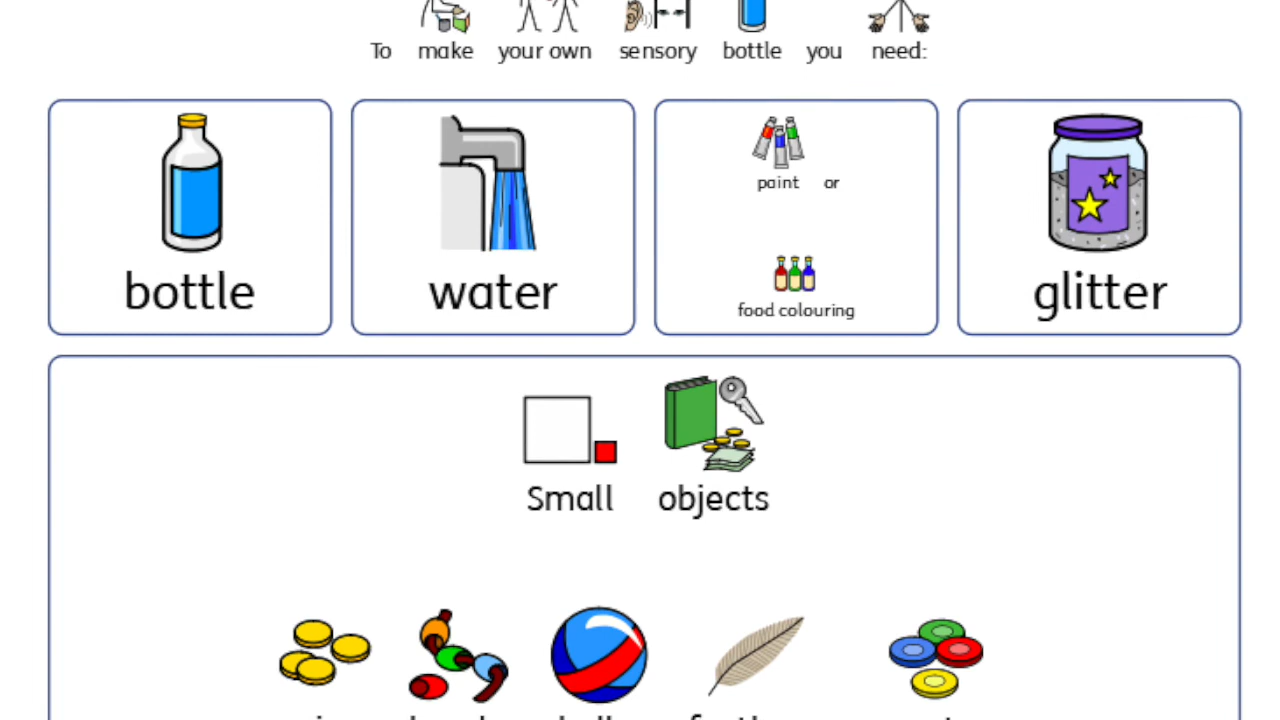 To make your own sensory bottle you need:
bottle
water
paint or
food colouring
glitter
Small objects